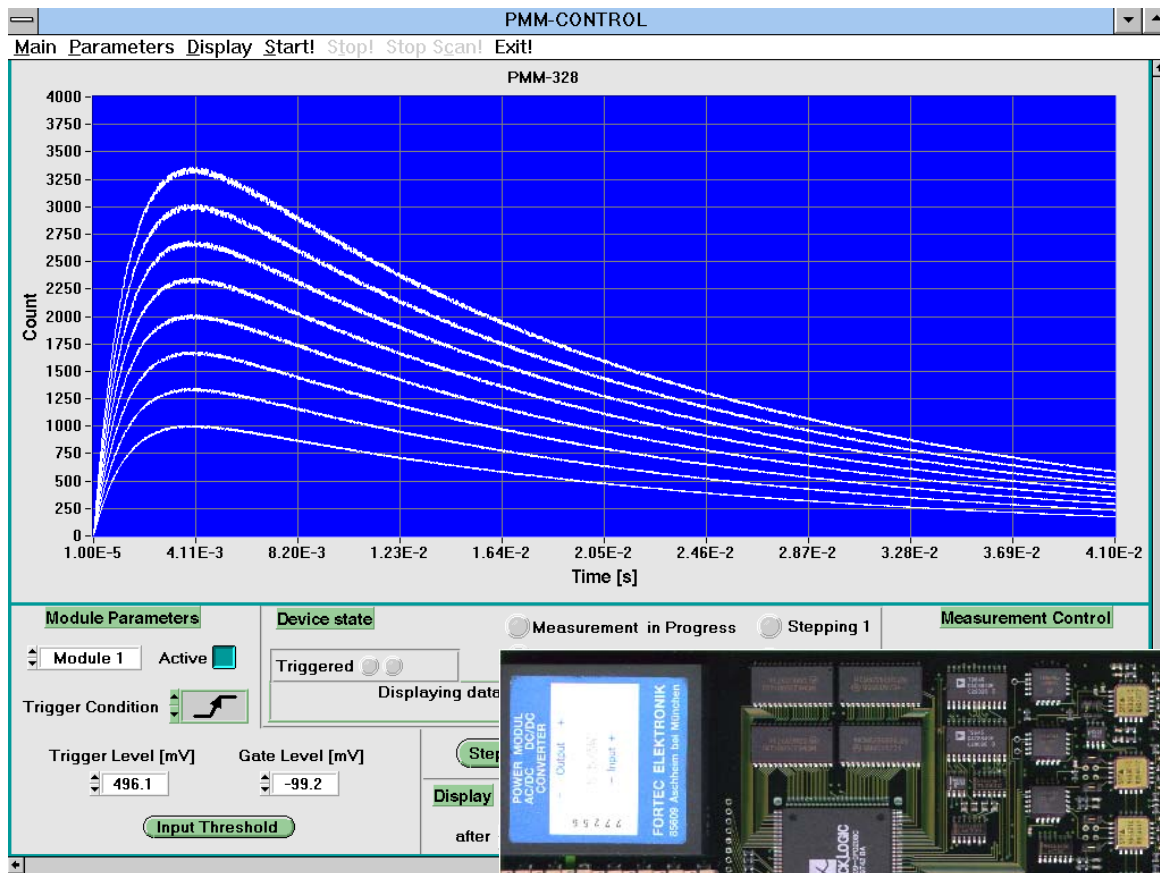 PMM-CONTROL
Main Parameters Display Start! Stop! Stop Scan! Exit!
PMM-328
4000
3750
3500
3250
3000
2750
2500
2250
2000
1750
1500
1250
1000
750
500
250
0
Count
1.00E-5 4.11E-3 8.20E-3 1.23E-2 1.64E-2 2.05E-2 2.46E-2 2.87E-2 3.28E-2 3.69E-2 4.10E-2
Time [s]
Module Parameters
Module 1 Active
Trigger Condition
Trigger Level [mV] Gate Level [mV]
496.1 -99.2
Input Threshold
Device state
Triggered
Displaying data
Measurement in Progress
Stepping 1
Measurement Control
Step
Display
after
POWER MODUL
AC/DC DC/DC
CONVERTER
- Output +
- Input +
FORTEC ELEKTRONIK
85609 Aschheim bei München
LOGIC